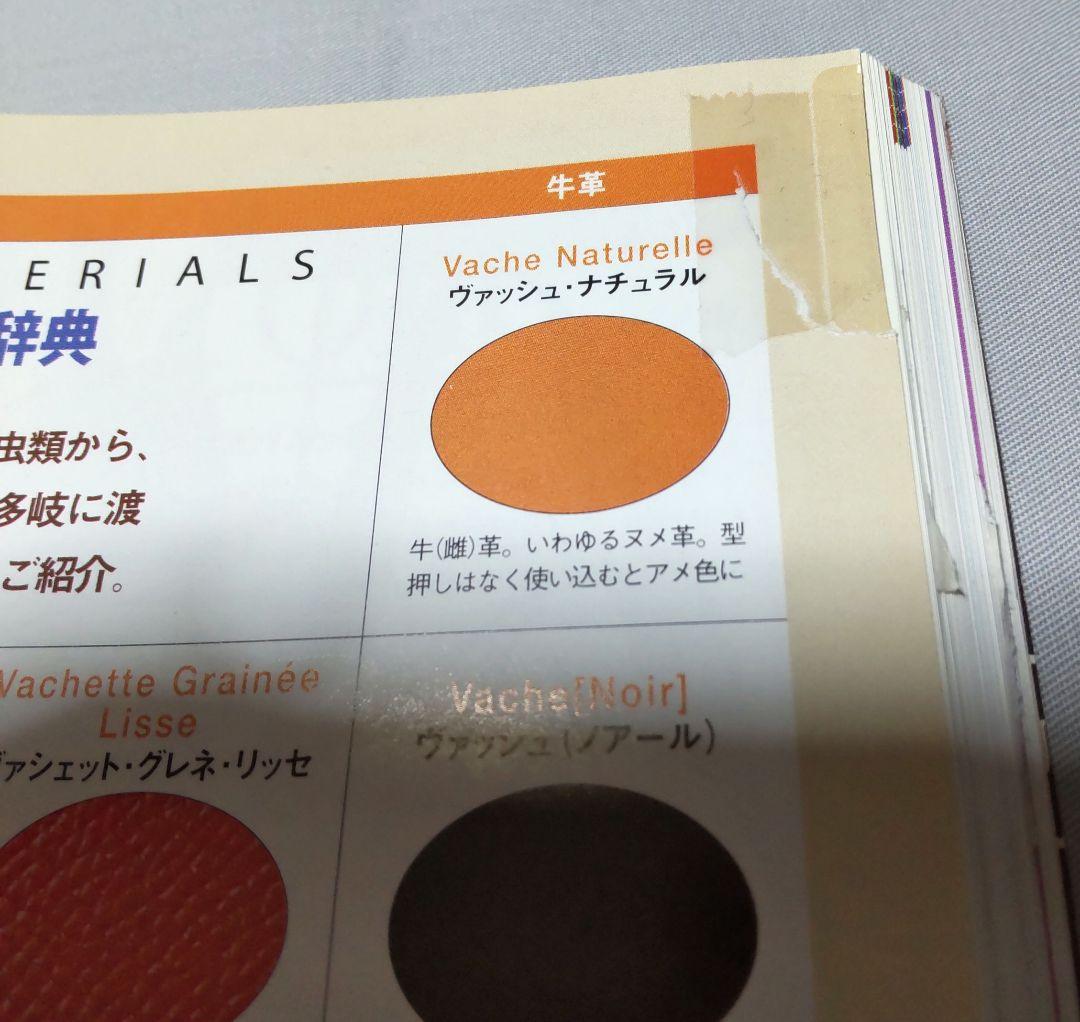 牛革
ERIALS
辞典
虫類から、
多岐に渡
ご紹介。
Vache Naturelle
ヴァッシュ・ナチュラル
牛(雌)革。いわゆるヌメ革。型
押しはなく使い込むとアメ色に
Vachette Grainée
Lisse
ヴァシェット・グレネ・リッセ
Vache[Noir]
ヴァッシュ(ノアール)